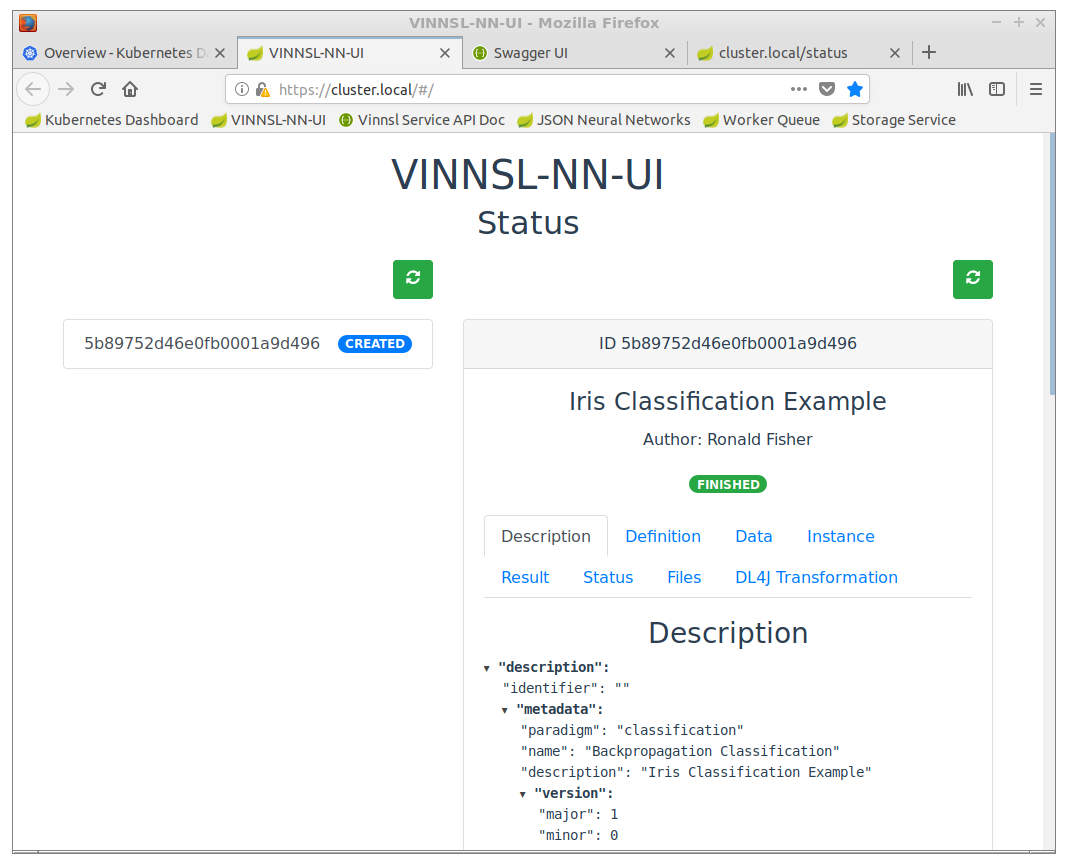 VINNSL-NN-UI - Mozilla Firefox
Overview - Kubernetes D
VINNSL-NN-UI
Swagger UI
cluster.local/status
https://cluster.local/#/
Kubernetes Dashboard VINNSL-NN-UI Vinnsl Service API Doc JSON Neural Networks Worker Queue Storage Service
VINNSL-NN-UI
Status
5b89752d46e0fb0001a9d496 CREATED
ID 5b89752d46e0fb0001a9d496
Iris Classification Example
Author: Ronald Fisher
FINISHED
Description Definition Data Instance
Result Status Files DL4J Transformation
Description
"description":
"identifier": ""
"metadata":
"paradigm": "classification"
"name": "Backpropagation Classification"
"description": "Iris Classification Example"
"version":
"major": 1
"minor": 0